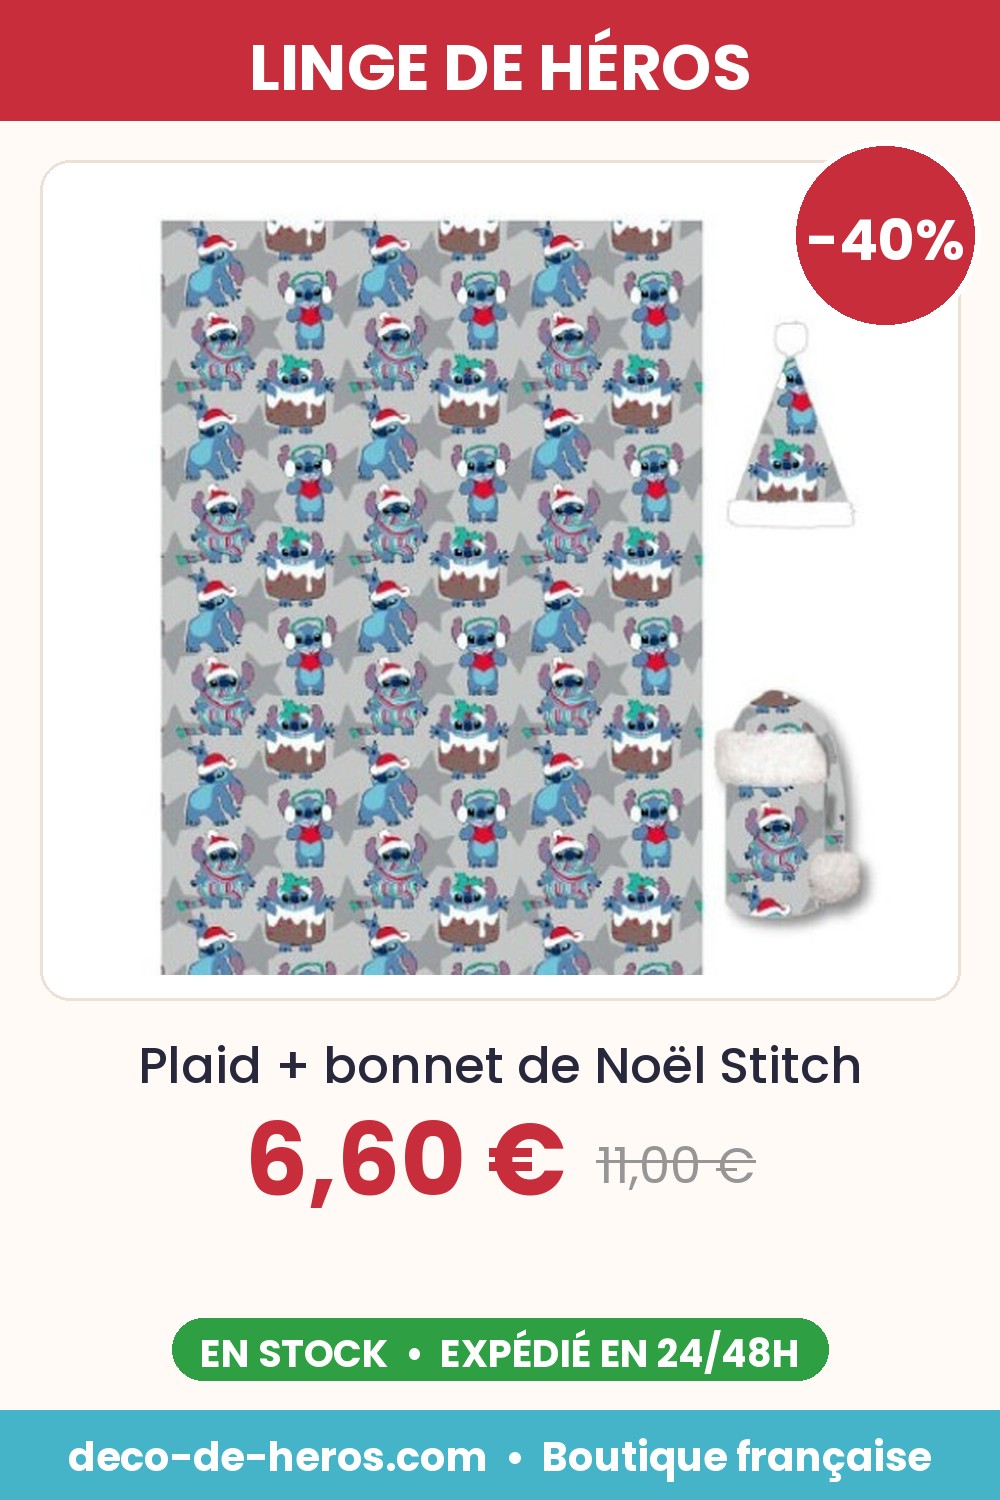 LINGE DE HÉROS
-40%
Plaid + bonnet de Noël Stitch
6,60 € 11,00 €
EN STOCK • EXPÉDIÉ EN 24/48H
deco-de-heros.com • Boutique française